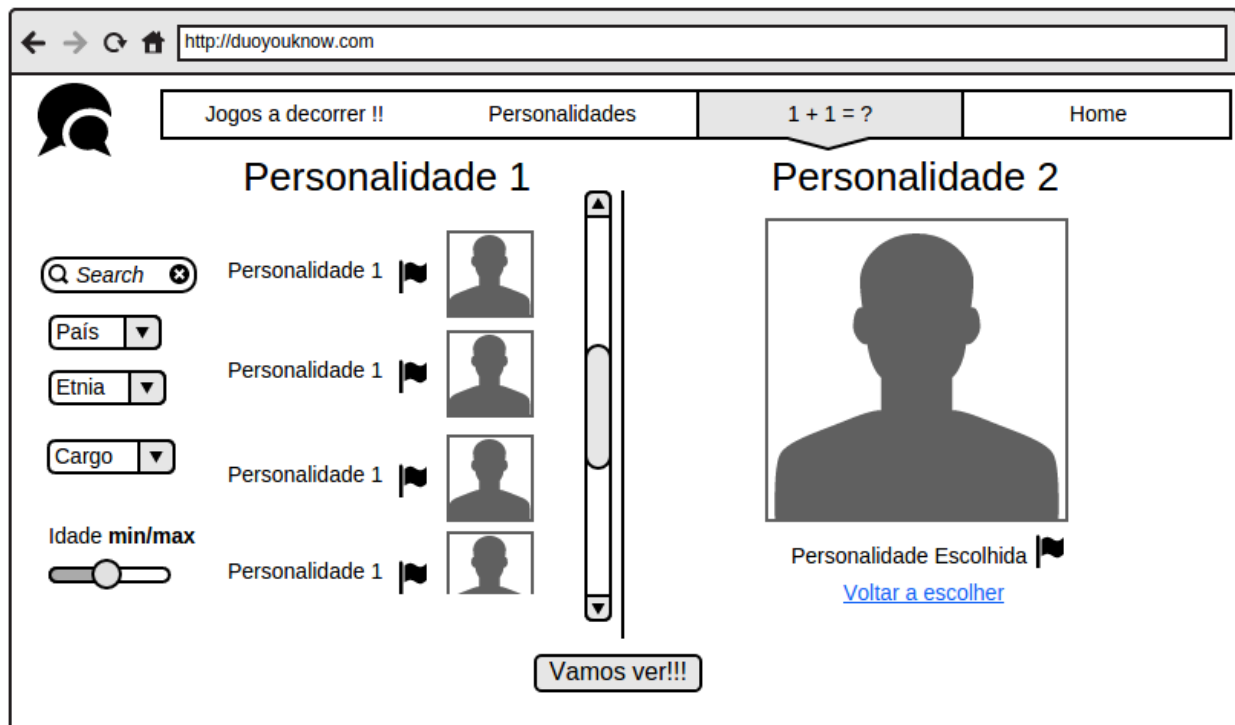 http://duoyouknow.com
Jogos a decorrer !! Personalidades 1 + 1 = ? Home
Personalidade 1
Search
País
Etnia
Cargo
Idade min/max
Personalidade 1
Personalidade 1
Personalidade 1
Personalidade 1
Personalidade 2
Personalidade Escolhida
Voltar a escolher
Vamos ver!!!